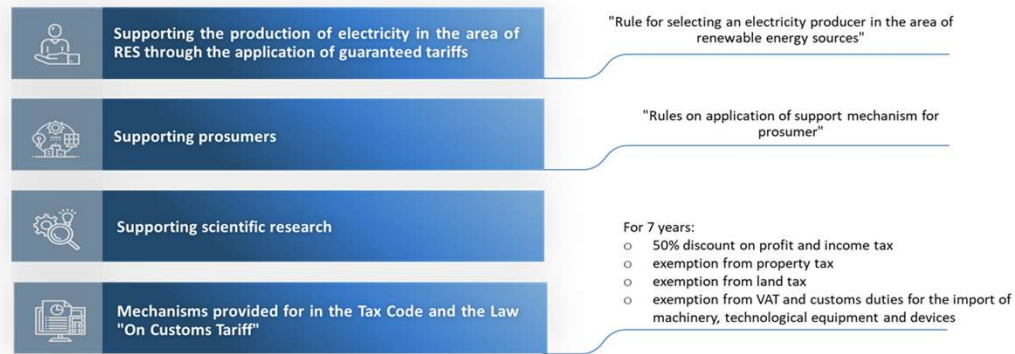 Supporting the production of electricity in the area of
RES through the application of guaranteed tariffs
"Rule for selecting an electricity producer in the area of
renewable energy sources"
Supporting prosumers
"Rules on application of support mechanism for
prosumer"
Supporting scientific research
Mechanisms provided for in the Tax Code and the Law
"On Customs Tariff"
For 7 years:
o 50% discount on profit and income tax
o exemption from property tax
o exemption from land tax
o exemption from VAT and customs duties for the import of
machinery, technological equipment and devices